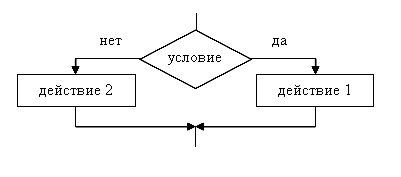 нет
да
условие
действие 2
действие 1